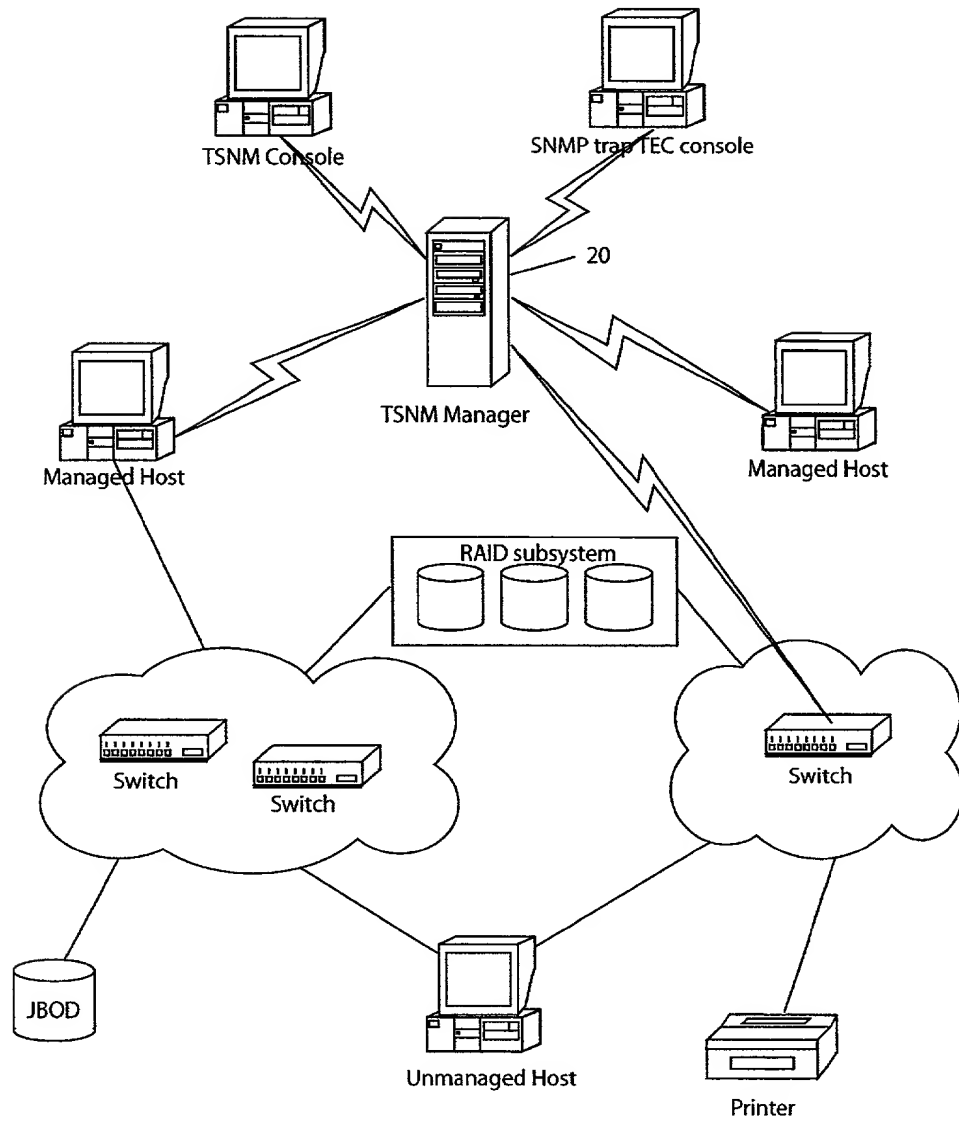 TSNM Console
SNMP trap TEC console
20
TSNM Manager
Managed Host
Managed Host
RAID subsystem
Switch
Switch
Switch
JBOD
Unmanaged Host
Printer